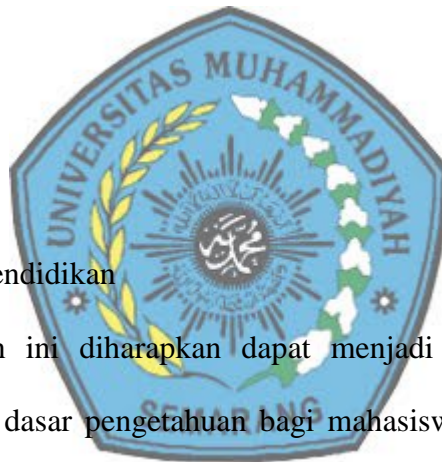 UNIVERSITAS MUHAMMADIYAH
endidikan
ini diharapkan dapat menjadi
dasar pengetahuan bagi mahasisw
SEMARANG